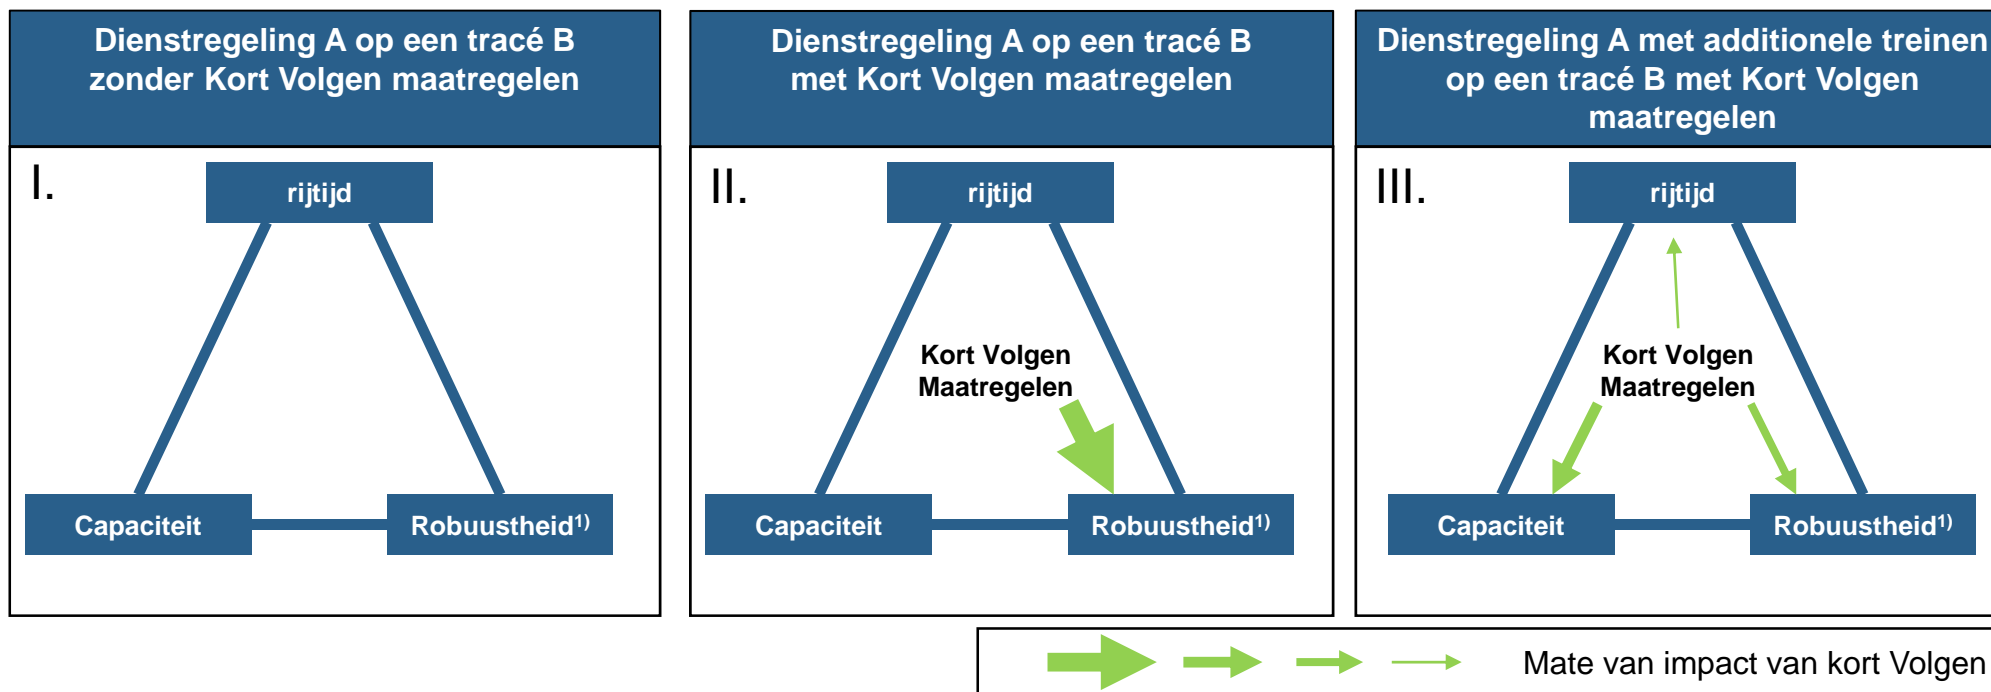 Dienstregeling A op een tracé B
zonder Kort Volgen maatregelen
I.
rijtijd
Capaciteit
Robuustheid¹⁾
Dienstregeling A op een tracé B
met Kort Volgen maatregelen
II.
rijtijd
Kort Volgen
Maatregelen
Capaciteit
Robuustheid¹⁾
Dienstregeling A met additionele treinen
op een tracé B met Kort Volgen
maatregelen
III.
rijtijd
Kort Volgen
Maatregelen
Capaciteit
Robuustheid¹⁾
Mate van impact van kort Volgen